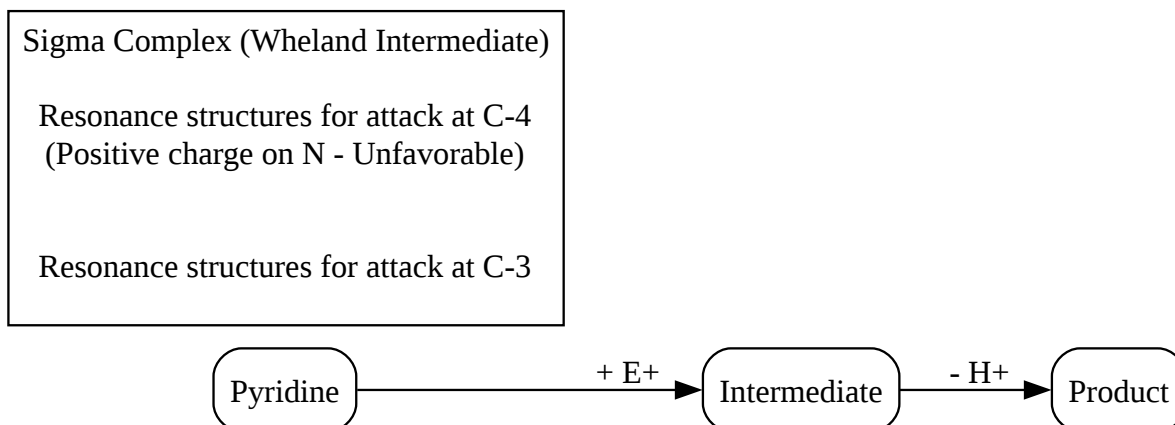 Sigma Complex (Wheland Intermediate)
Resonance structures for attack at C-4
(Positive charge on N - Unfavorable)
Resonance structures for attack at C-3
Pyridine
+ E+
Intermediate
- H+
Product